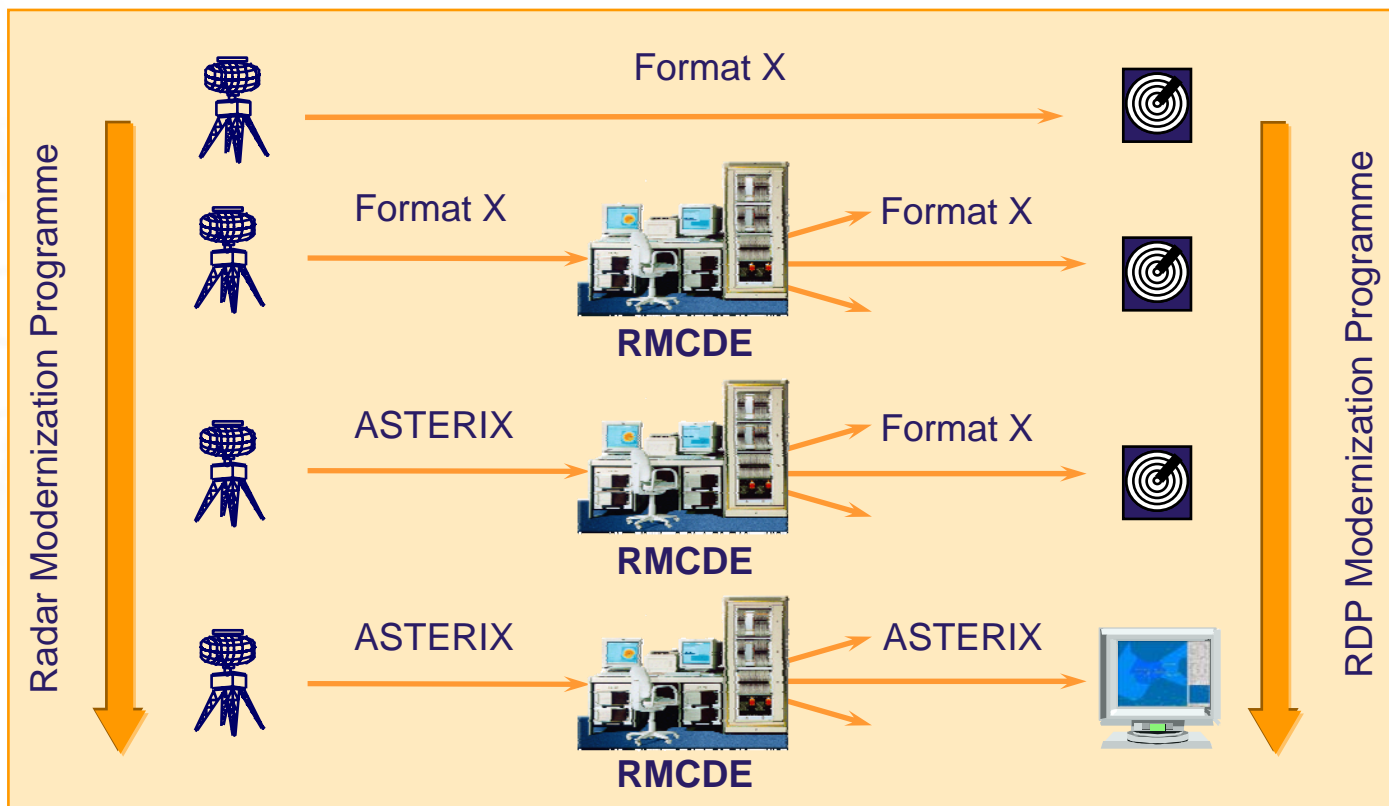 Radar Modernization Programme
Format X
Format X
Format X
RMCDE
ASTERIX
Format X
RMCDE
ASTERIX
ASTERIX
RMCDE
RDP Modernization Programme